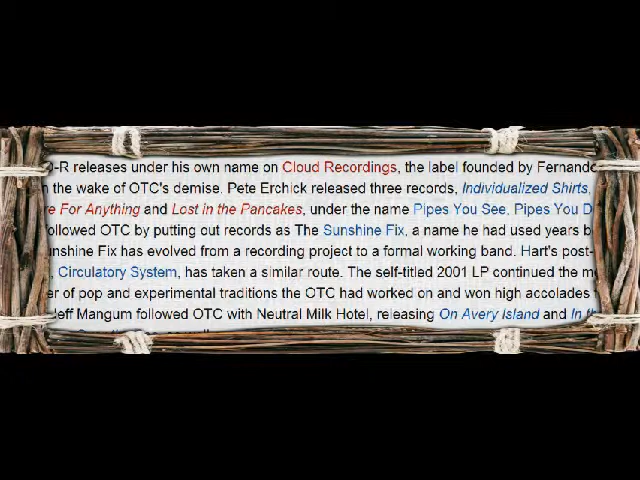 -R releases under his own name on Cloud Recordings, the label founded by Fernando
n the wake of OTC's demise. Pete Erchick released three records, Individualized Shirts,
e For Anything and Lost in the Pancakes, under the name Pipes You See, Pipes You D
ollowed OTC by putting out records as The Sunshine Fix, a name he had used years b
unshine Fix has evolved from a recording project to a formal working band. Hart's post-
, Circulatory System, has taken a similar route. The self-titled 2001 LP continued the m
er of pop and experimental traditions the OTC had worked on and won high accolades
Jeff Mangum followed OTC with Neutral Milk Hotel, releasing On Avery Island and In th